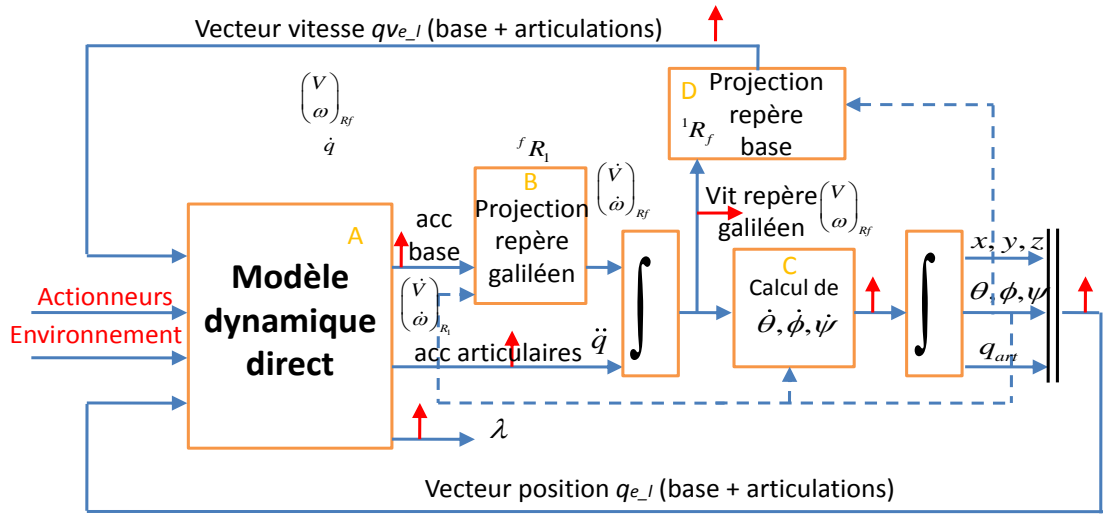 Vecteur vitesse qve_l (base + articulations)
(V ω)Rf
q̇
D
Projection
repère
base
¹Rf
ᶠR₁
B
Projection
repère
galiléen
(V̇ ω̇)Rf
Vit repère
galiléen
(V ω)Rf
A
Modèle
dynamique
direct
acc
base
(V̇ ω̇)R₁
Actionneurs
Environnement
acc articulaires
q̈
∫
C
Calcul de
θ̇, ϕ̇, ψ̇
∫
x, y, z
θ, ϕ, ψ
qart
λ
Vecteur position qe_l (base + articulations)